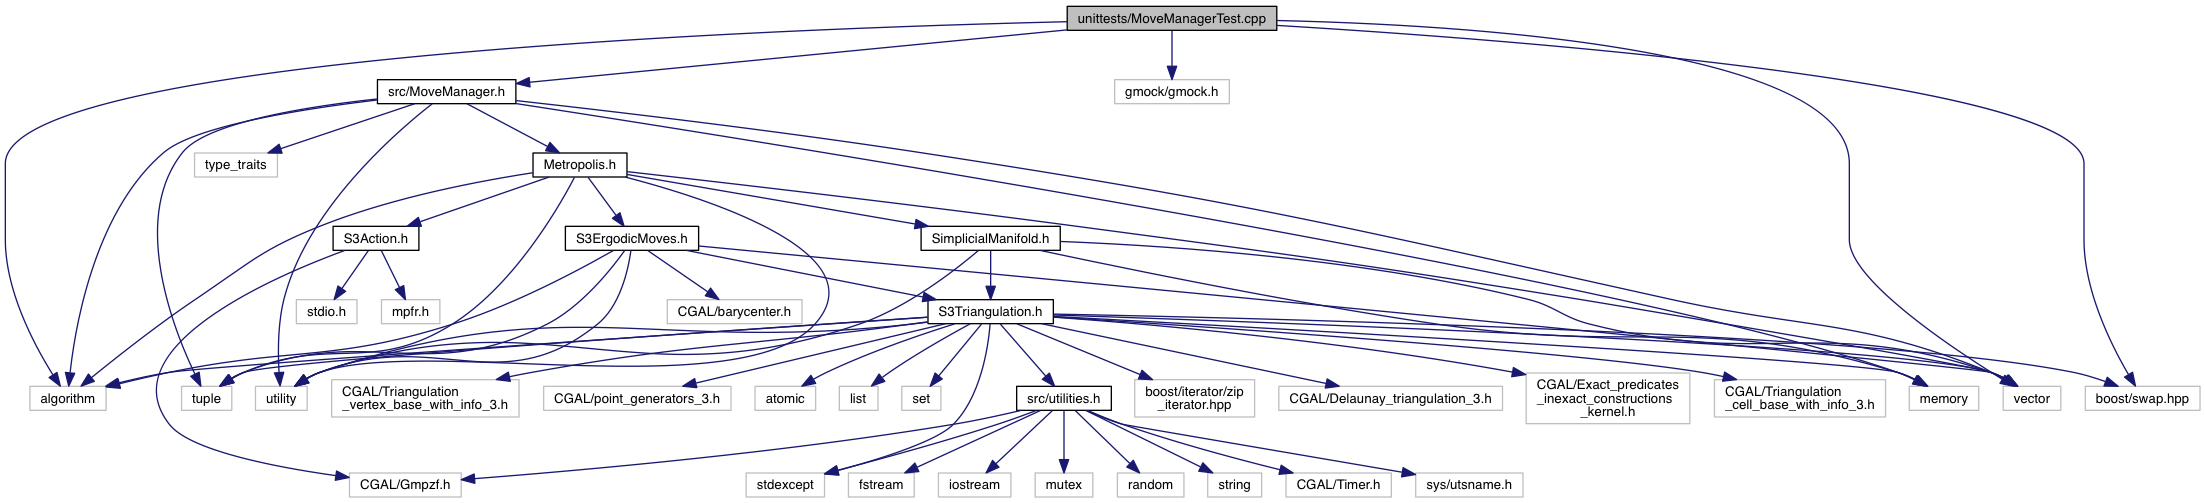 unittests/MoveManagerTest.cpp
src/MoveManager.h
gmock/gmock.h
type_traits
Metropolis.h
S3Action.h
S3ErgodicMoves.h
SimplicialManifold.h
stdio.h
mpfr.h
CGAL/barycenter.h
S3Triangulation.h
algorithm
tuple
utility
CGAL/Triangulation
_vertex_base_with_info_3.h
CGAL/point_generators_3.h
atomic
list
set
src/utilities.h
boost/iterator/zip
_iterator.hpp
CGAL/Delaunay_triangulation_3.h
CGAL/Exact_predicates
_inexact_constructions
_kernel.h
CGAL/Triangulation
_cell_base_with_info_3.h
memory
vector
boost/swap.hpp
CGAL/Gmpzf.h
stdexcept
fstream
iostream
mutex
random
string
CGAL/Timer.h
sys/utsname.h